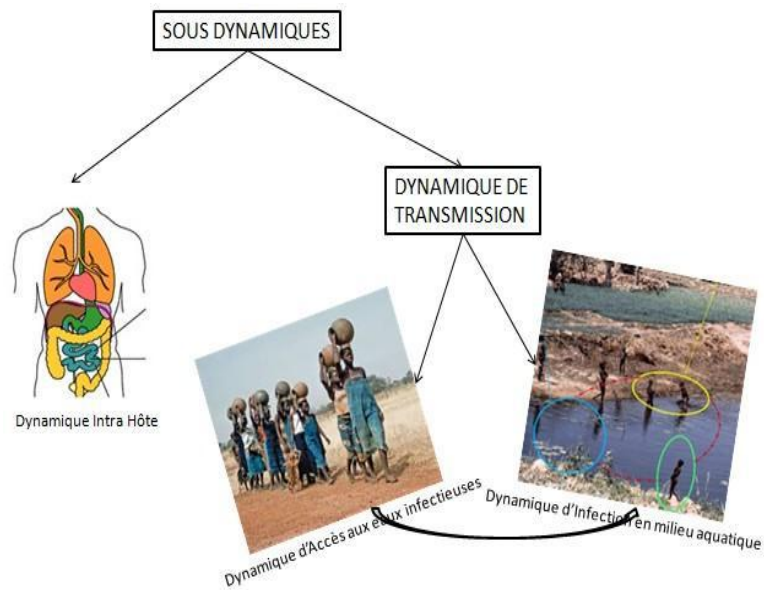 SOUS DYNAMIQUES
DYNAMIQUE DE
TRANSMISSION
Dynamique Intra Hôte
Dynamique d'Accès aux eaux infectieuses
Dynamique d'Infection en milieu aquatique